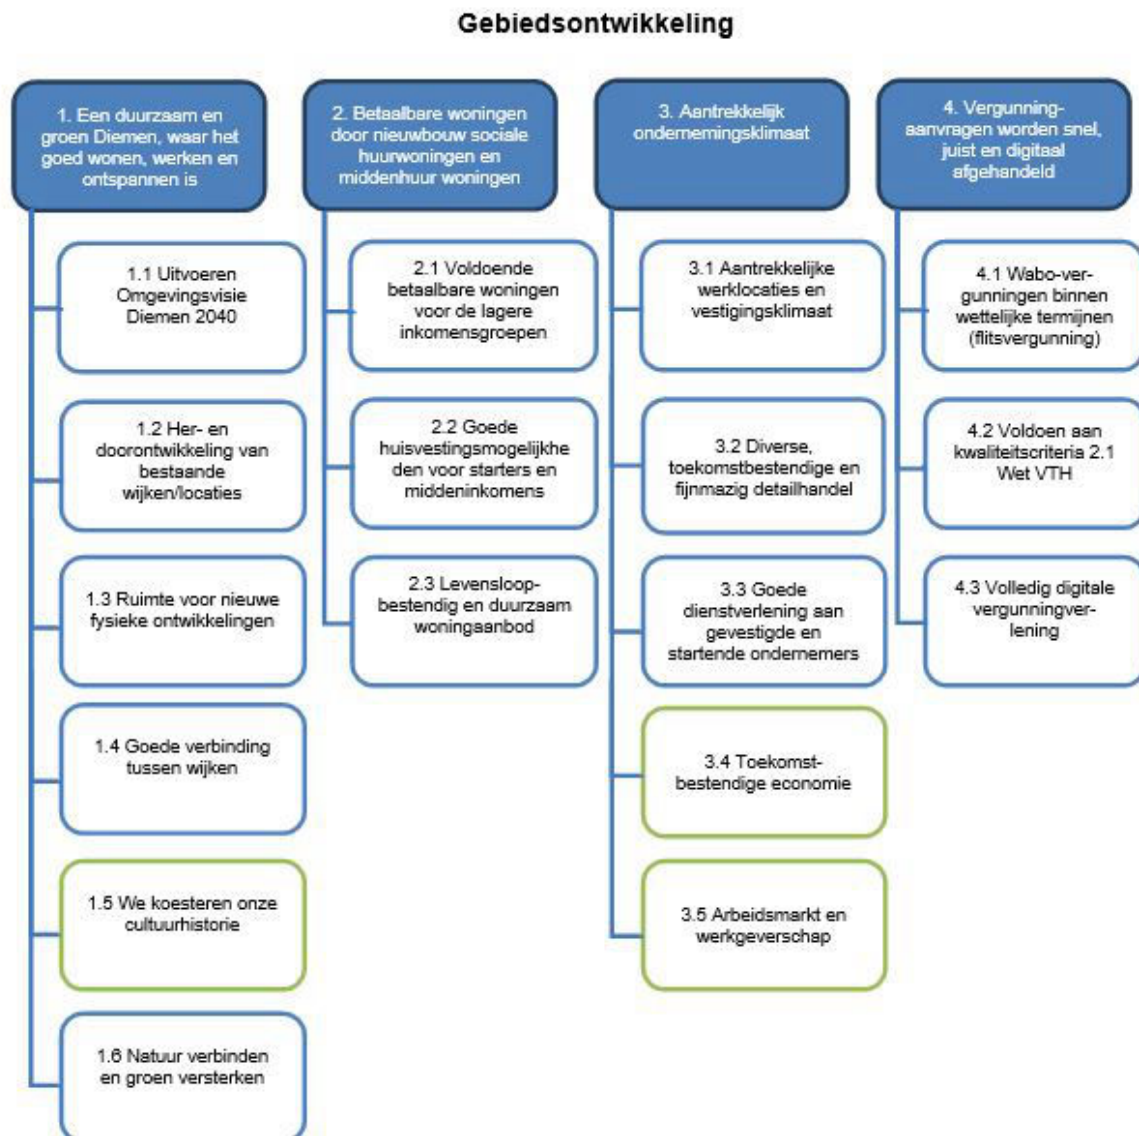 Gebiedsontwikkeling
1. Een duurzaam en
groen Diemen, waar het
goed wonen, werken en
ontspannen is
1.1 Uitvoeren
Omgevingsvisie
Diemen 2040
1.2 Her- en
doorontwikkeling van
bestaande
wijken/locaties
1.3 Ruimte voor nieuwe
fysieke ontwikkelingen
1.4 Goede verbinding
tussen wijken
1.5 We koesteren onze
cultuurhistorie
1.6 Natuur verbinden
en groen versterken
2. Betaalbare woningen
door nieuwbouw sociale
huurwoningen en
middenhuur woningen
2.1 Voldoende
betaalbare woningen
voor de lagere
inkomensgroepen
2.2 Goede
huisvestingsmogelijkhe
den voor starters en
middeninkomens
2.3 Levensloop-
bestendig en duurzaam
woningaanbod
3. Aantrekkelijk
ondernemingsklimaat
3.1 Aantrekkelijke
werklocaties en
vestigingsklimaat
3.2 Diverse,
toekomstbestendige en
fijnmazig detailhandel
3.3 Goede
dienstverlening aan
gevestigde en
startende ondernemers
3.4 Toekomst-
bestendige economie
3.5 Arbeidsmarkt en
werkgeverschap
4. Vergunning-
aanvragen worden snel,
juist en digitaal
afgehandeld
4.1 Wabo-ver-
gunningen binnen
wettelijke termijnen
(flitsvergunning)
4.2 Voldoen aan
kwaliteitscriteria 2.1
Wet VTH
4.3 Volledig digitale
vergunningver-
lening